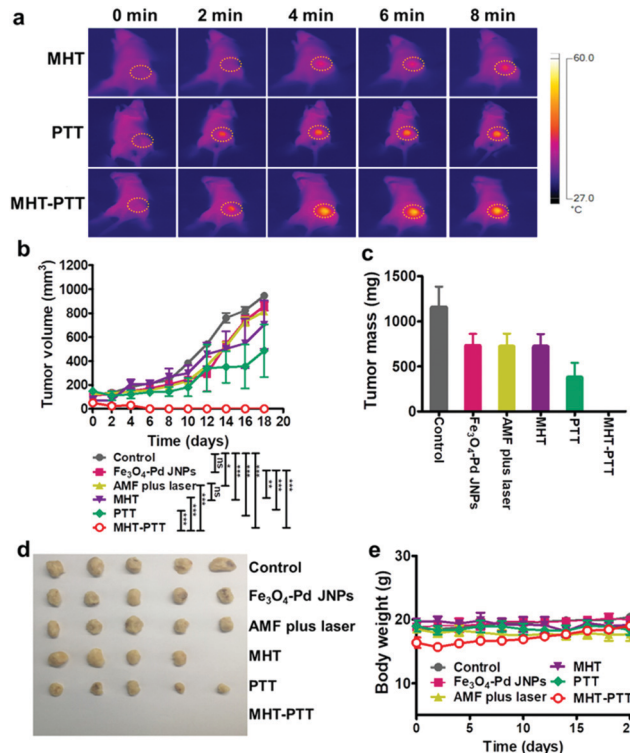 a
0 min 2 min 4 min 6 min 8 min
MHT
PTT
MHT-PTT
60.0
27.0
°C
b
Tumor volume (mm³)
1200
1000
800
600
400
200
0
0 2 4 6 8 10 12 14 16 18 20
Time (days)
Control
Fe₃O₄-Pd JNPs
AMF plus laser
MHT
PTT
MHT-PTT
***
***
***
ns
ns
*
***
***
***
**
**
***
c
Tumor mass (mg)
1500
1000
500
0
Control
Fe₃O₄-Pd JNPs
AMF plus laser
MHT
PTT
MHT-PTT
d
Control
Fe₃O₄-Pd JNPs
AMF plus laser
MHT
PTT
MHT-PTT
e
Body weight (g)
30
20
10
Control
Fe₃O₄-Pd JNPs
AMF plus laser
MHT
PTT
MHT-PTT
0 5 10 15 20
Time (days)